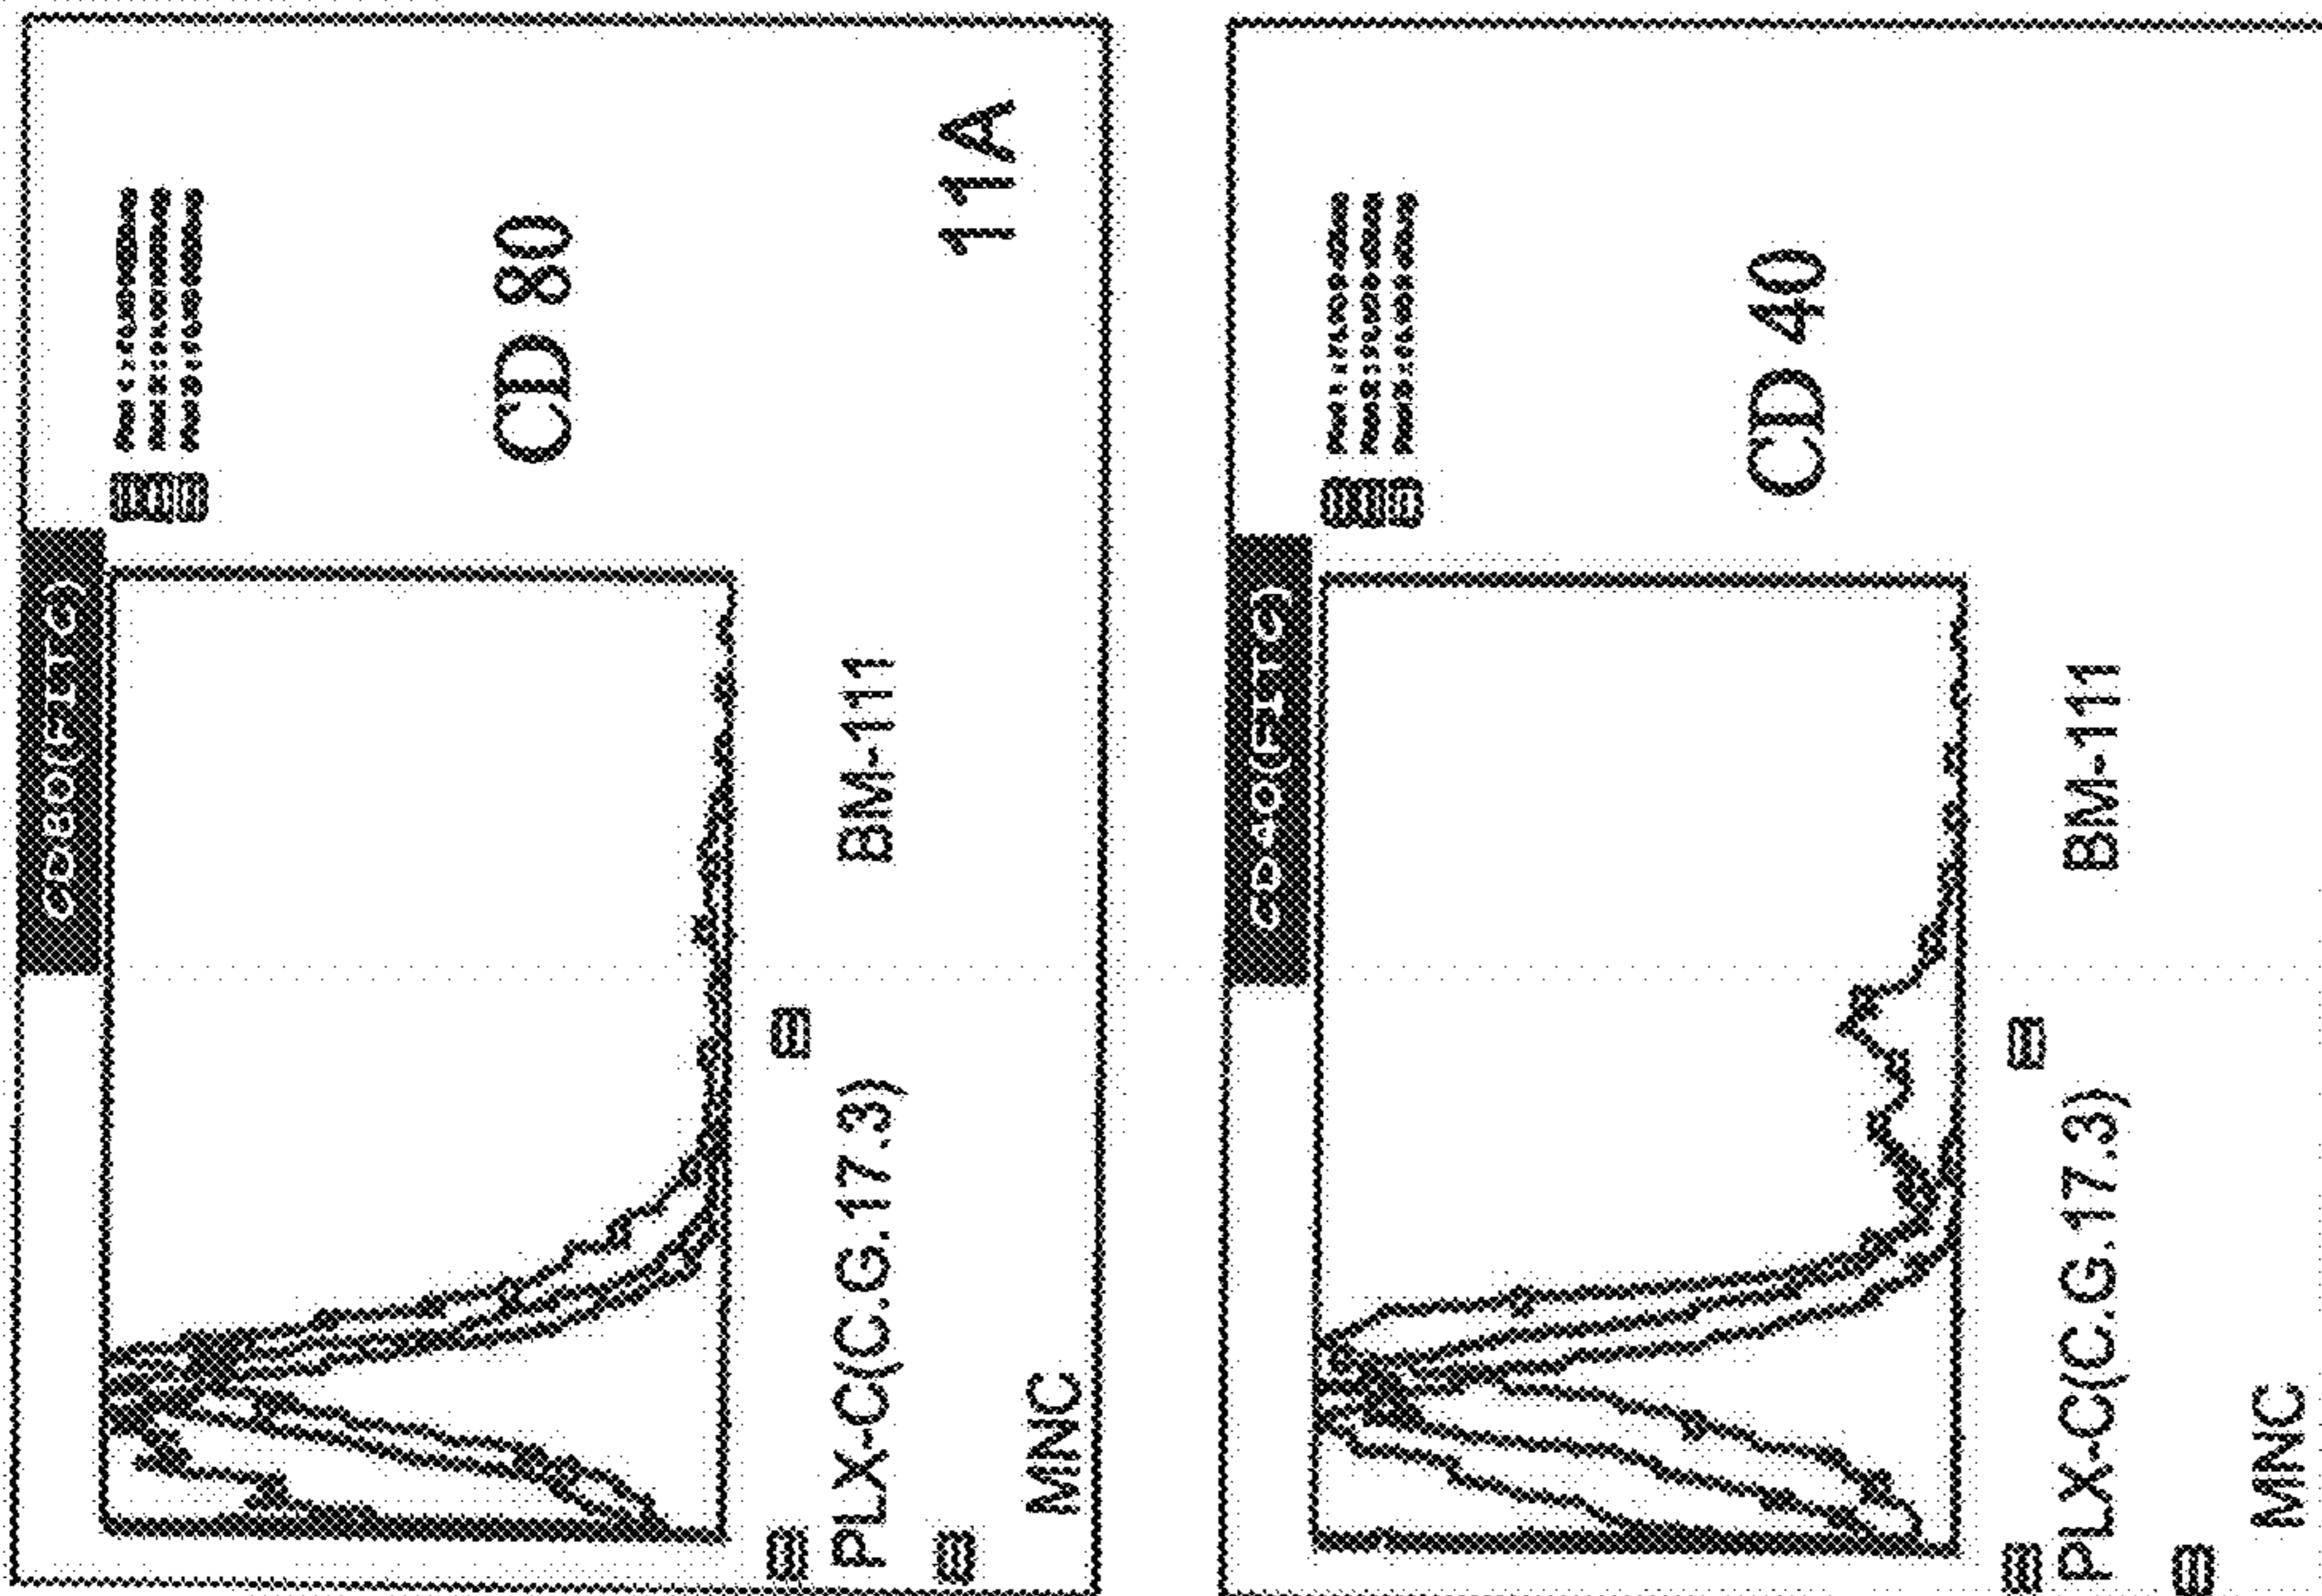 CD80(FITC)
CD 80
BM-111
PLX-C(C.G.17.3)
MNC
11A
CD40(FITC)
CD 40
BM-111
PLX-C(C.G.17.3)
MNC